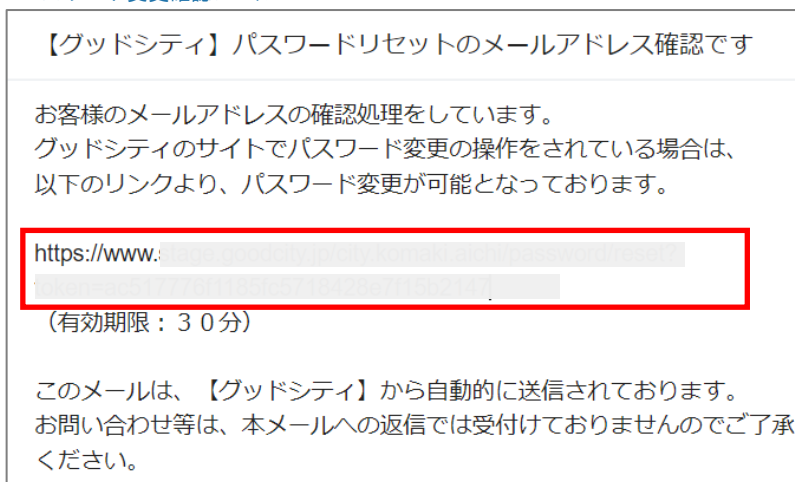 【グッドシティ】パスワードリセットのメールアドレス確認です
お客様のメールアドレスの確認処理をしています。
グッドシティのサイトでパスワード変更の操作をされている場合は、
以下のリンクより、パスワード変更が可能となっております。
https://www.
（有効期限：３０分）
このメールは、【グッドシティ】から自動的に送信されております。
お問い合わせ等は、本メールへの返信では受付けておりませんのでご了承
ください。